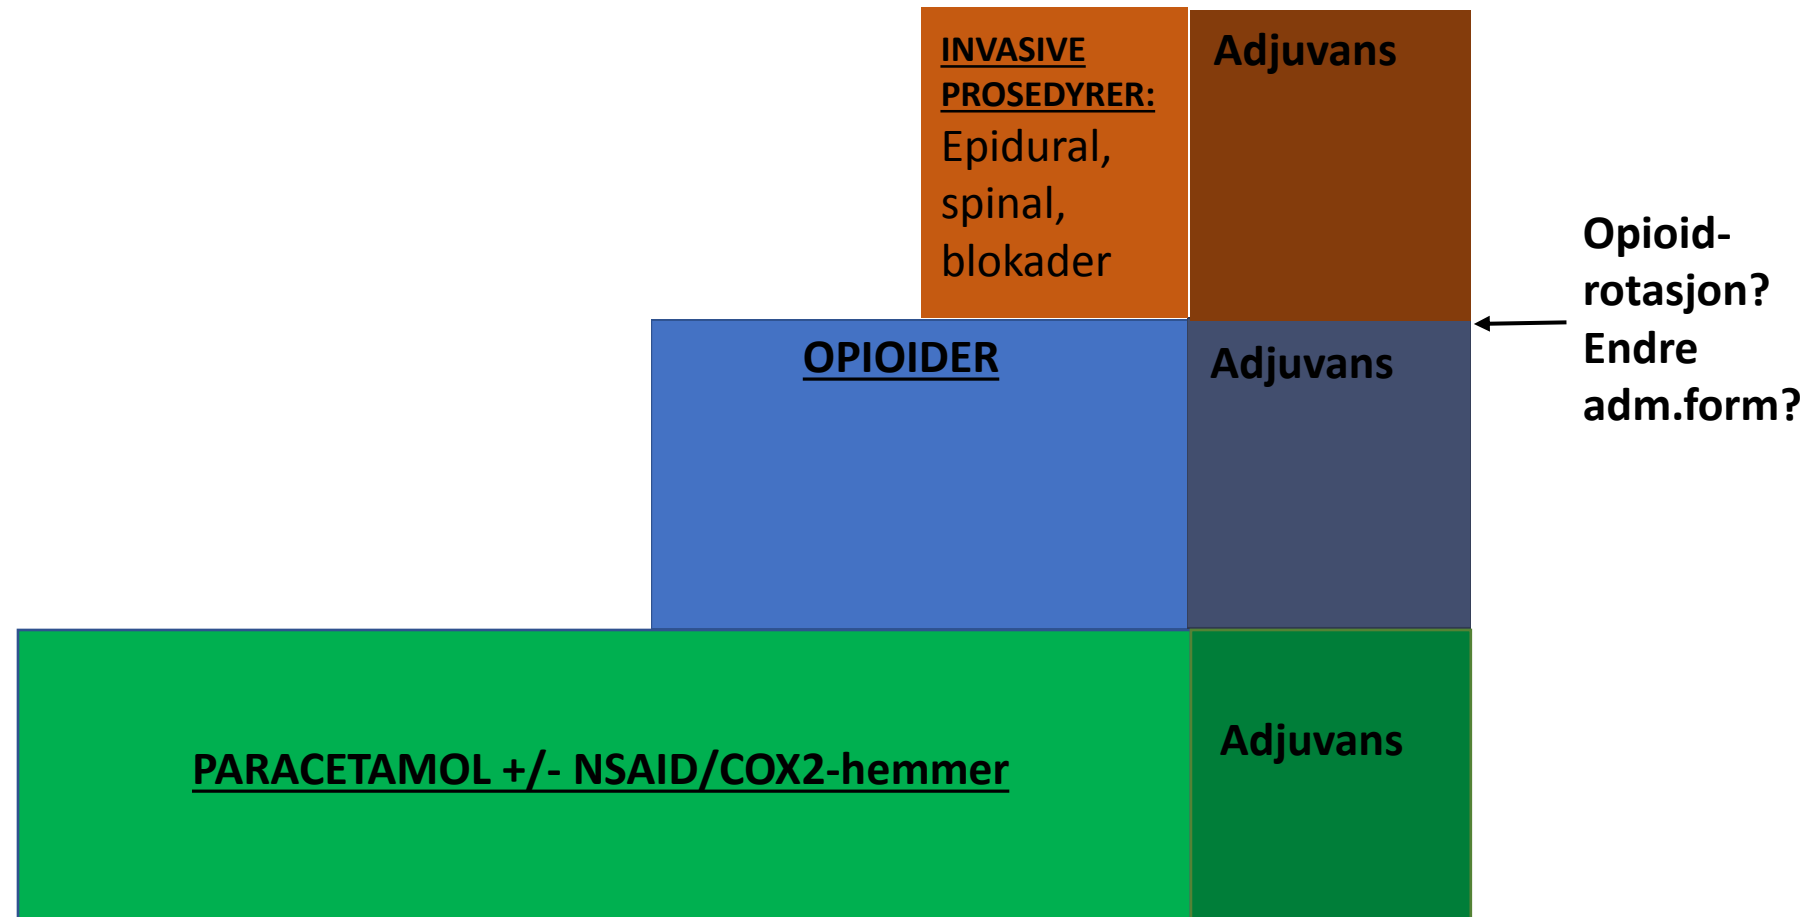 INVASIVE
PROSEDYRER:
Epidural,
spinal,
blokader
Adjuvans
Opioid-
rotasjon?
Endre
adm.form?
OPIOIDER
Adjuvans
PARACETAMOL +/- NSAID/COX2-hemmer
Adjuvans